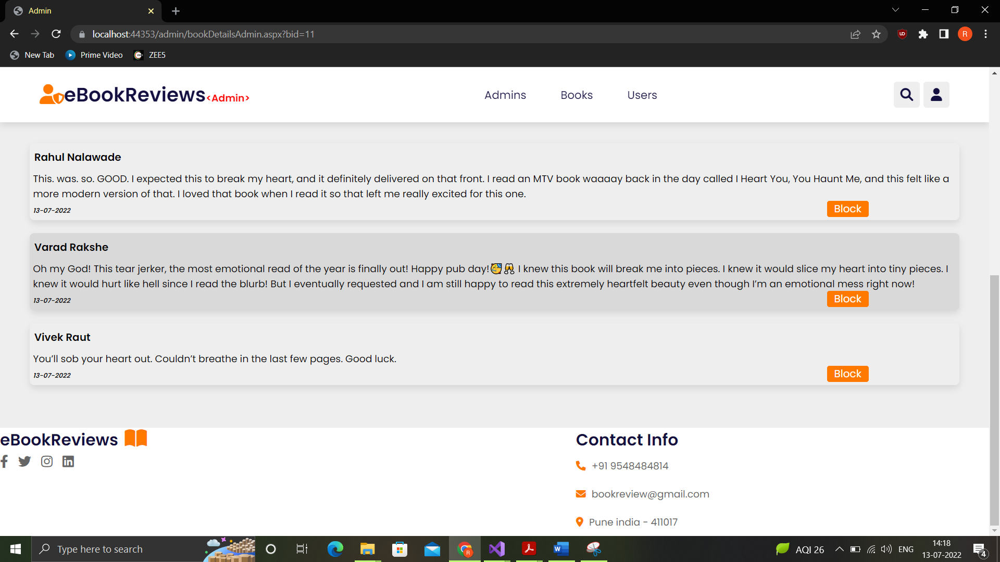 Admin
localhost:44353/admin/bookDetailsAdmin.aspx?bid=11
R
New Tab
Prime Video
ZEE5
eBookReviews<Admin>
Admins
Books
Users
Rahul Nalawade
This. was. so. GOOD. I expected this to break my heart, and it definitely delivered on that front. I read an MTV book waaaay back in the day called I Heart You, You Haunt Me, and this felt like a
more modern version of that. I loved that book when I read it so that left me really excited for this one.
13-07-2022
Block
Varad Rakshe
Oh my God! This tear jerker, the most emotional read of the year is finally out! Happy pub day!🥳🥂 I knew this book will break me into pieces. I knew it would slice my heart into tiny pieces. I
knew it would hurt like hell since I read the blurb! But I eventually requested and I am still happy to read this extremely heartfelt beauty even though I’m an emotional mess right now!
13-07-2022
Block
Vivek Raut
You’ll sob your heart out. Couldn’t breathe in the last few pages. Good luck.
13-07-2022
Block
eBookReviews
Contact Info
+91 9548484814
bookreview@gmail.com
Pune india - 411017
Type here to search
AQI 26
ENG
14:18
13-07-2022
4